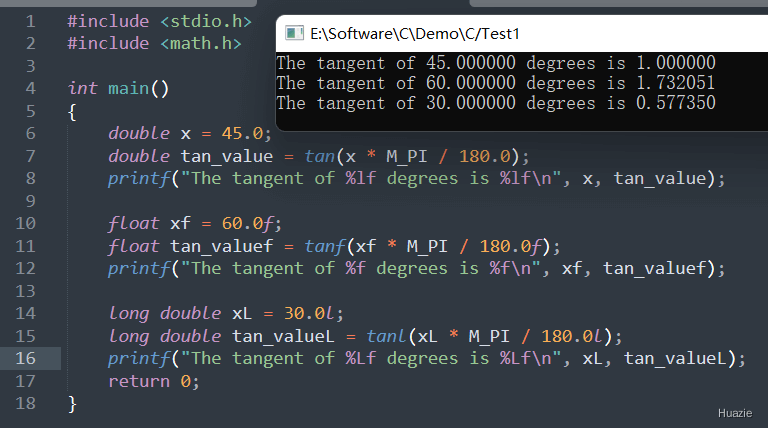 1 #include <stdio.h>
2 #include <math.h>
3
4 int main()
5 {
6 double x = 45.0;
7 double tan_value = tan(x * M_PI / 180.0);
8 printf("The tangent of %lf degrees is %lf\n", x, tan_value);
9
10 float xf = 60.0f;
11 float tan_valuef = tanf(xf * M_PI / 180.0f);
12 printf("The tangent of %f degrees is %f\n", xf, tan_valuef);
13
14 long double xL = 30.0l;
15 long double tan_valueL = tanl(xL * M_PI / 180.0l);
16 printf("The tangent of %Lf degrees is %Lf\n", xL, tan_valueL);
17 return 0;
18 }
E:\Software\C\Demo\C/Test1
The tangent of 45.000000 degrees is 1.000000
The tangent of 60.000000 degrees is 1.732051
The tangent of 30.000000 degrees is 0.577350
Huazie